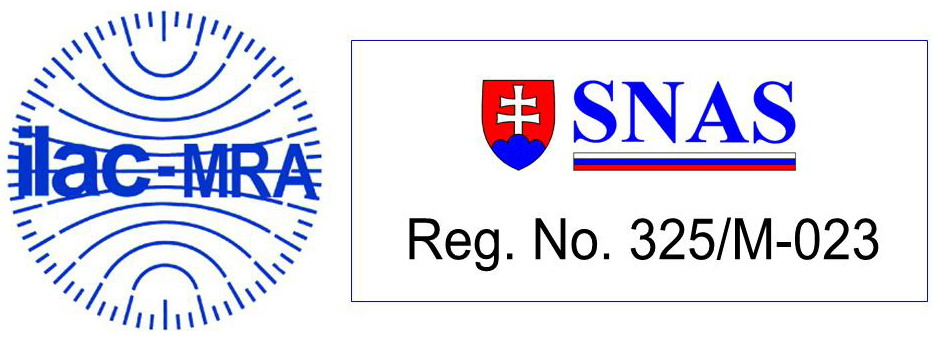 ilac-MRA
SNAS
Reg. No. 325/M-023